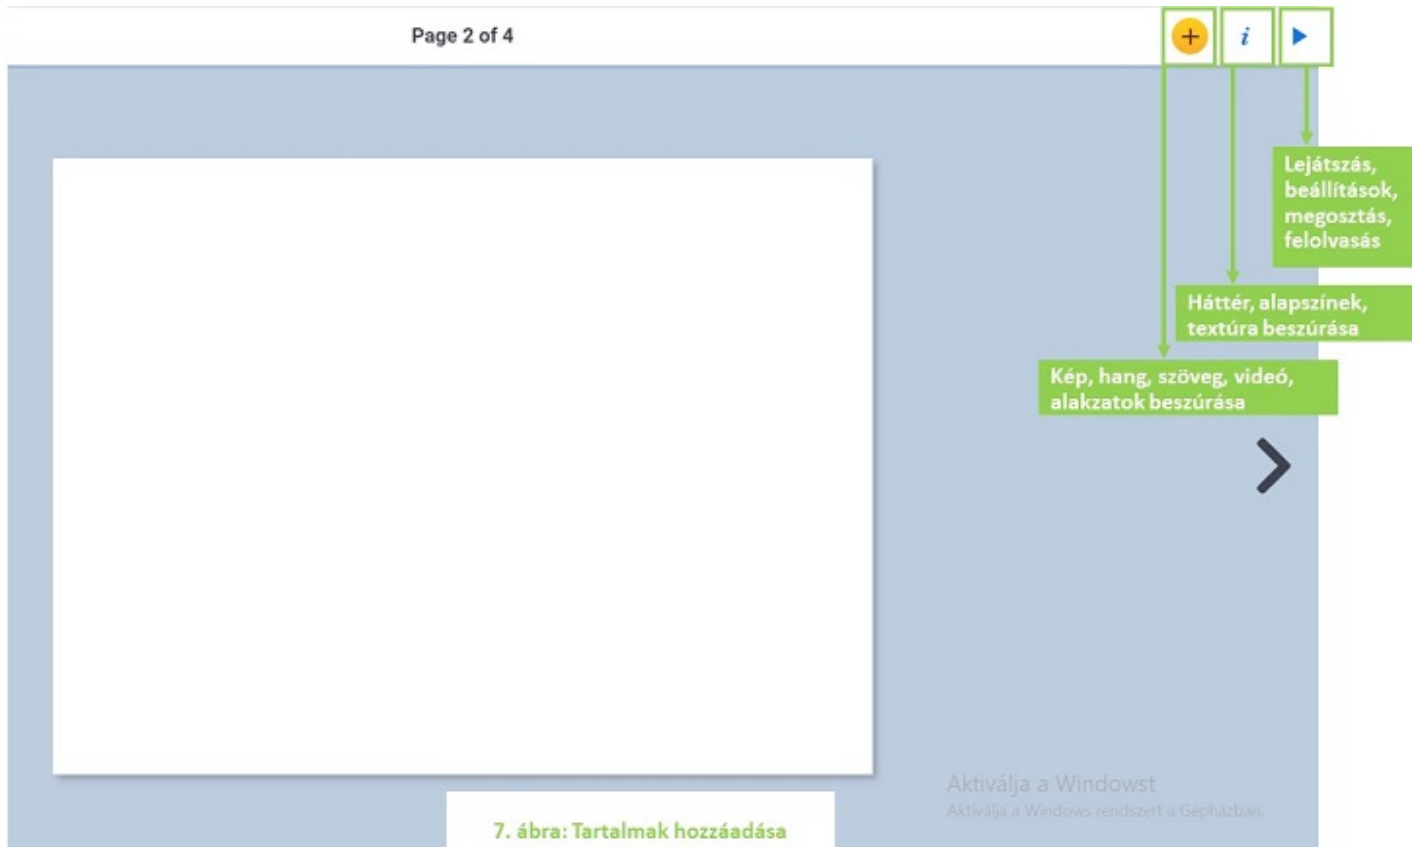 Page 2 of 4
+
i
Lejátszás,
beállítások,
megosztás,
felolvasás
Háttér, alapszínek,
textúra beszúrása
Kép, hang, szöveg, videó,
alakzatok beszúrása
Aktiválja a Windowst
Aktiválja a Windows rendszert a Gépházban.
7. ábra: Tartalmak hozzáadása